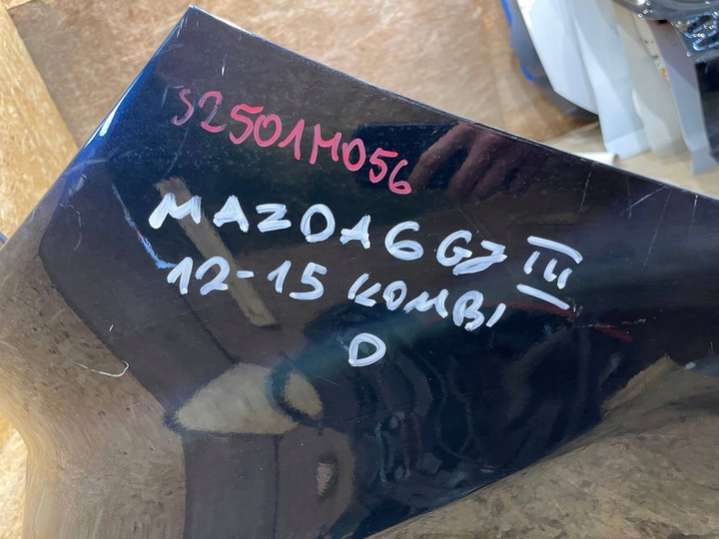 S2501M056
MAZDA 6 GJ III
12-15 KOMBI
D